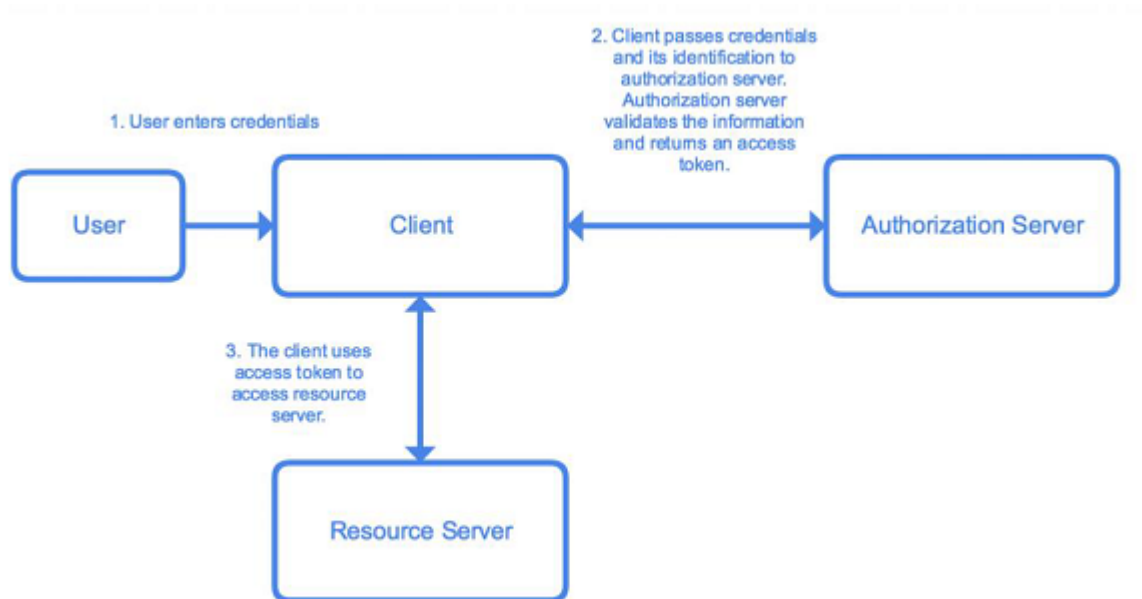 2. Client passes credentials
and its identification to
authorization server.
Authorization server
validates the information
and returns an access
token.
1. User enters credentials
User
Client
Authorization Server
3. The client uses
access token to
access resource
server.
Resource Server